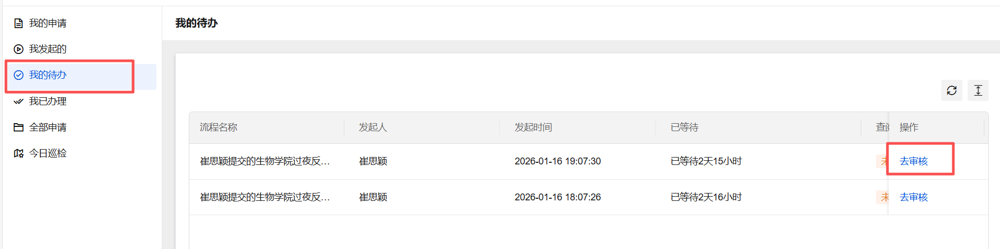 我的申请
我发起的
我的待办
我已办理
全部申请
今日巡检
我的待办
流程名称 发起人 发起时间 已等待 操作
崔思颖提交的生物学院过夜反… 崔思颖 2026-01-16 19:07:30 已等待2天15小时 未 去审核
崔思颖提交的生物学院过夜反… 崔思颖 2026-01-16 18:07:26 已等待2天16小时 未 去审核